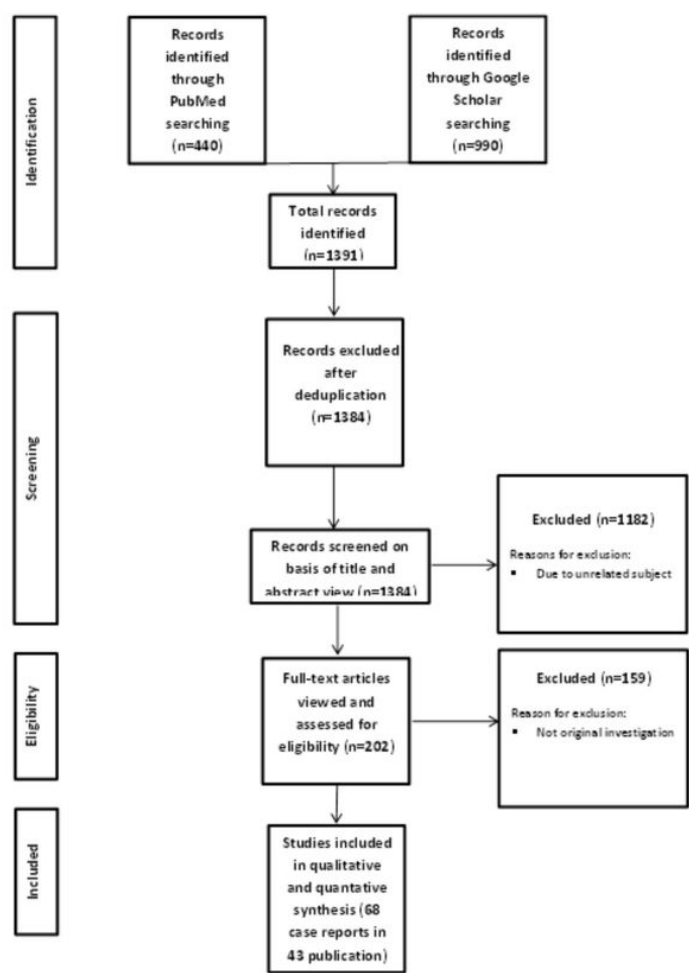 Identification
Records
identified
through
PubMed
searching
(n=440)
Records
identified
through Google
Scholar
searching
(n=990)
Total records
identified
(n=1391)
Screening
Records excluded
after
deduplication
(n=1384)
Records screened on
basis of title and
abstract view (n=1384)
Excluded (n=1182)
Reasons for exclusion:
▪ Due to unrelated subject
Eligibility
Full-text articles
viewed and
assessed for
eligibility (n=202)
Excluded (n=159)
Reason for exclusion:
▪ Not original investigation
Included
Studies included
in qualitative
and quantative
synthesis (68
case reports in
43 publication)